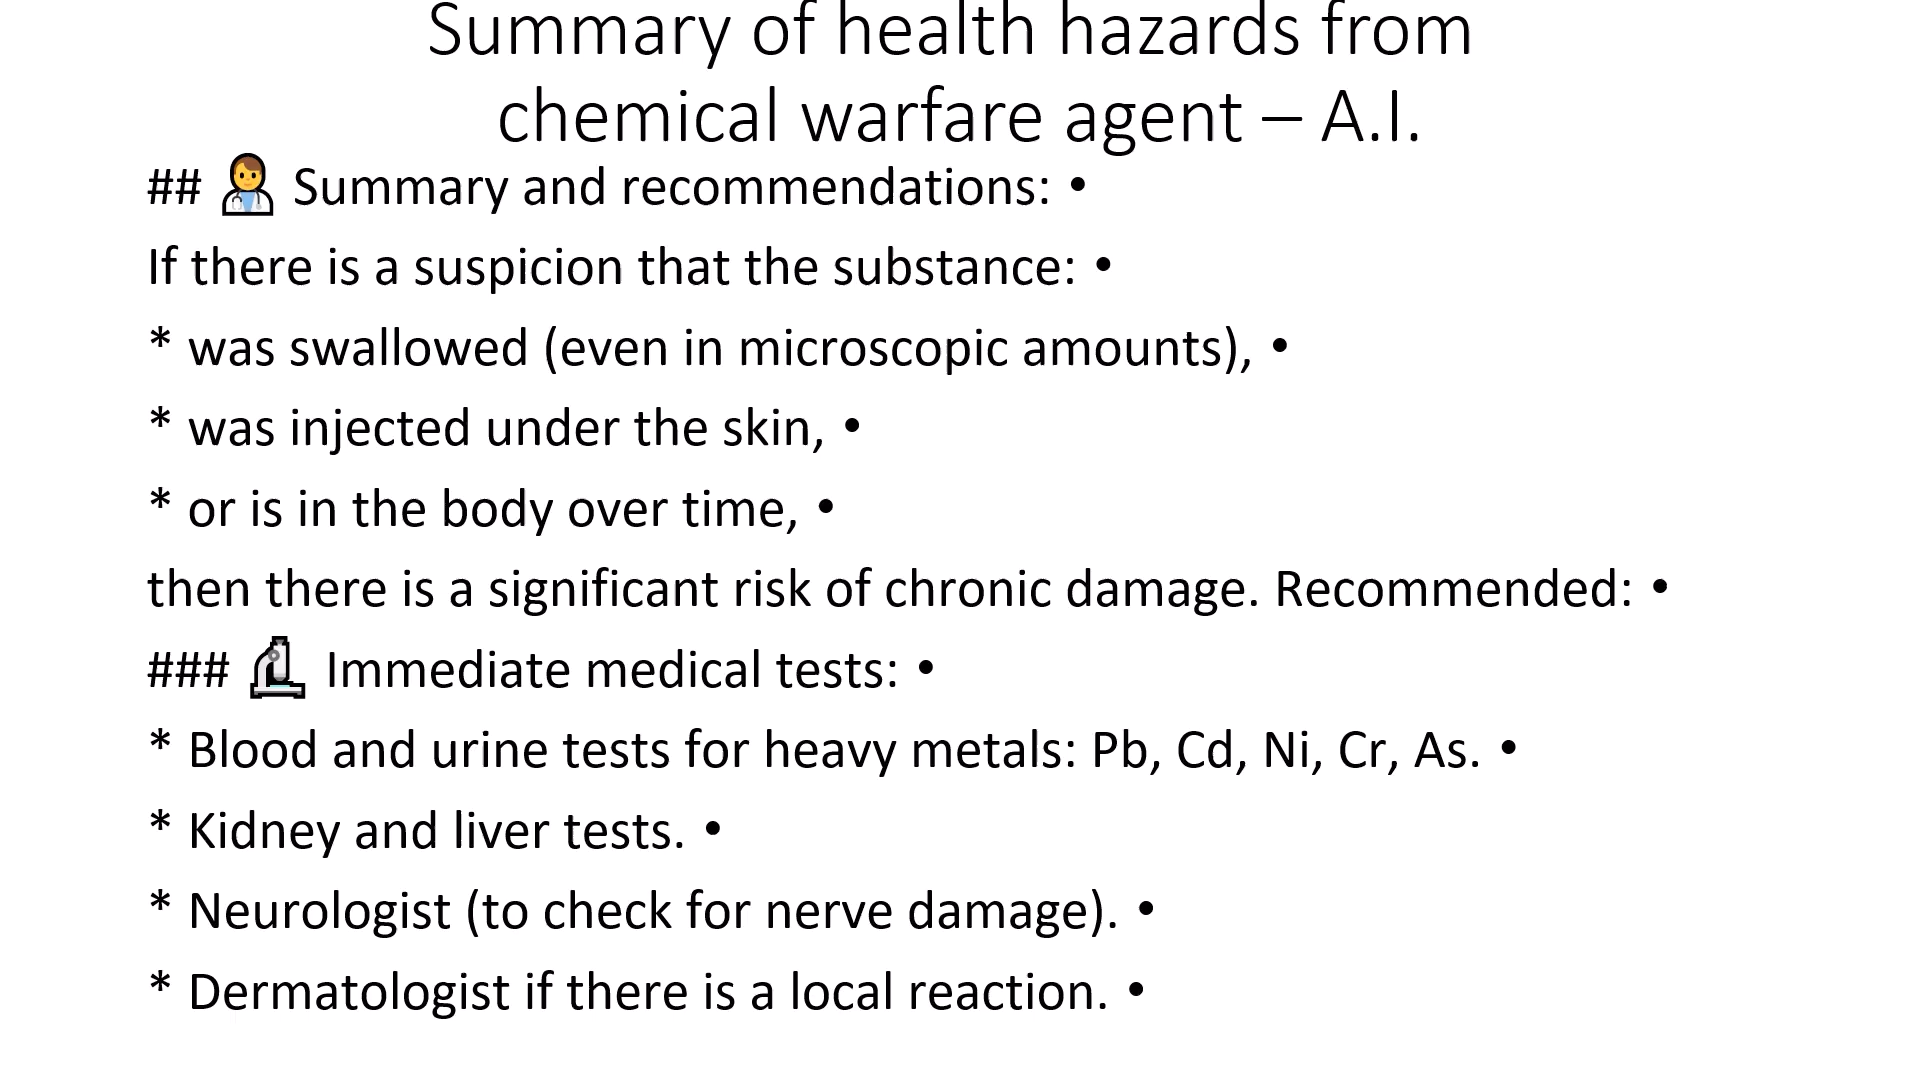 Summary of health hazards from
chemical warfare agent – A.I.
## 👨‍⚕️ Summary and recommendations: •
If there is a suspicion that the substance: •
* was swallowed (even in microscopic amounts), •
* was injected under the skin, •
* or is in the body over time, •
then there is a significant risk of chronic damage. Recommended: •
### 🔬 Immediate medical tests: •
* Blood and urine tests for heavy metals: Pb, Cd, Ni, Cr, As. •
* Kidney and liver tests. •
* Neurologist (to check for nerve damage). •
* Dermatologist if there is a local reaction. •